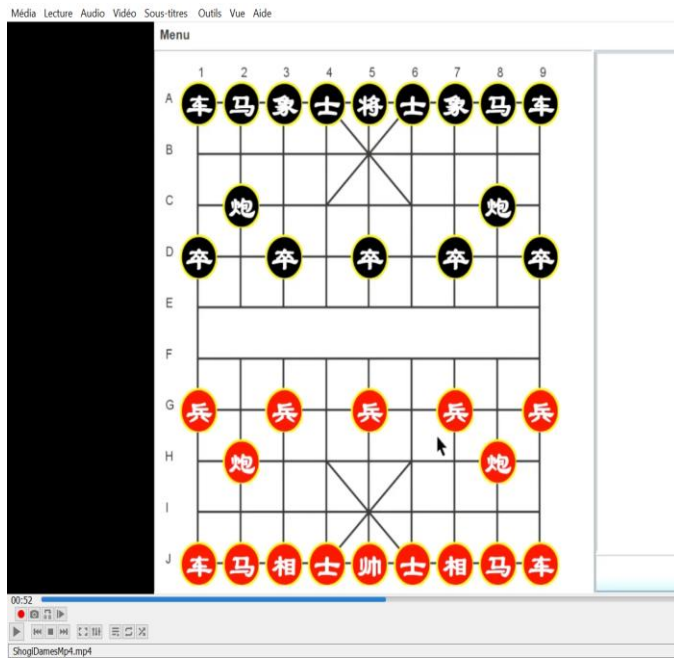 Média Lecture Audio Vidéo Sous-titres Outils Vue Aide
Menu
1 2 3 4 5 6 7 8 9
A 车 马 象 士 将 士 象 马 车
B
C 炮 炮
D 卒 卒 卒 卒 卒
E
F
G 兵 兵 兵 兵 兵
H 炮 炮
I
J 车 马 相 士 帅 士 相 马 车
00:52
ShogiDamesMp4.mp4